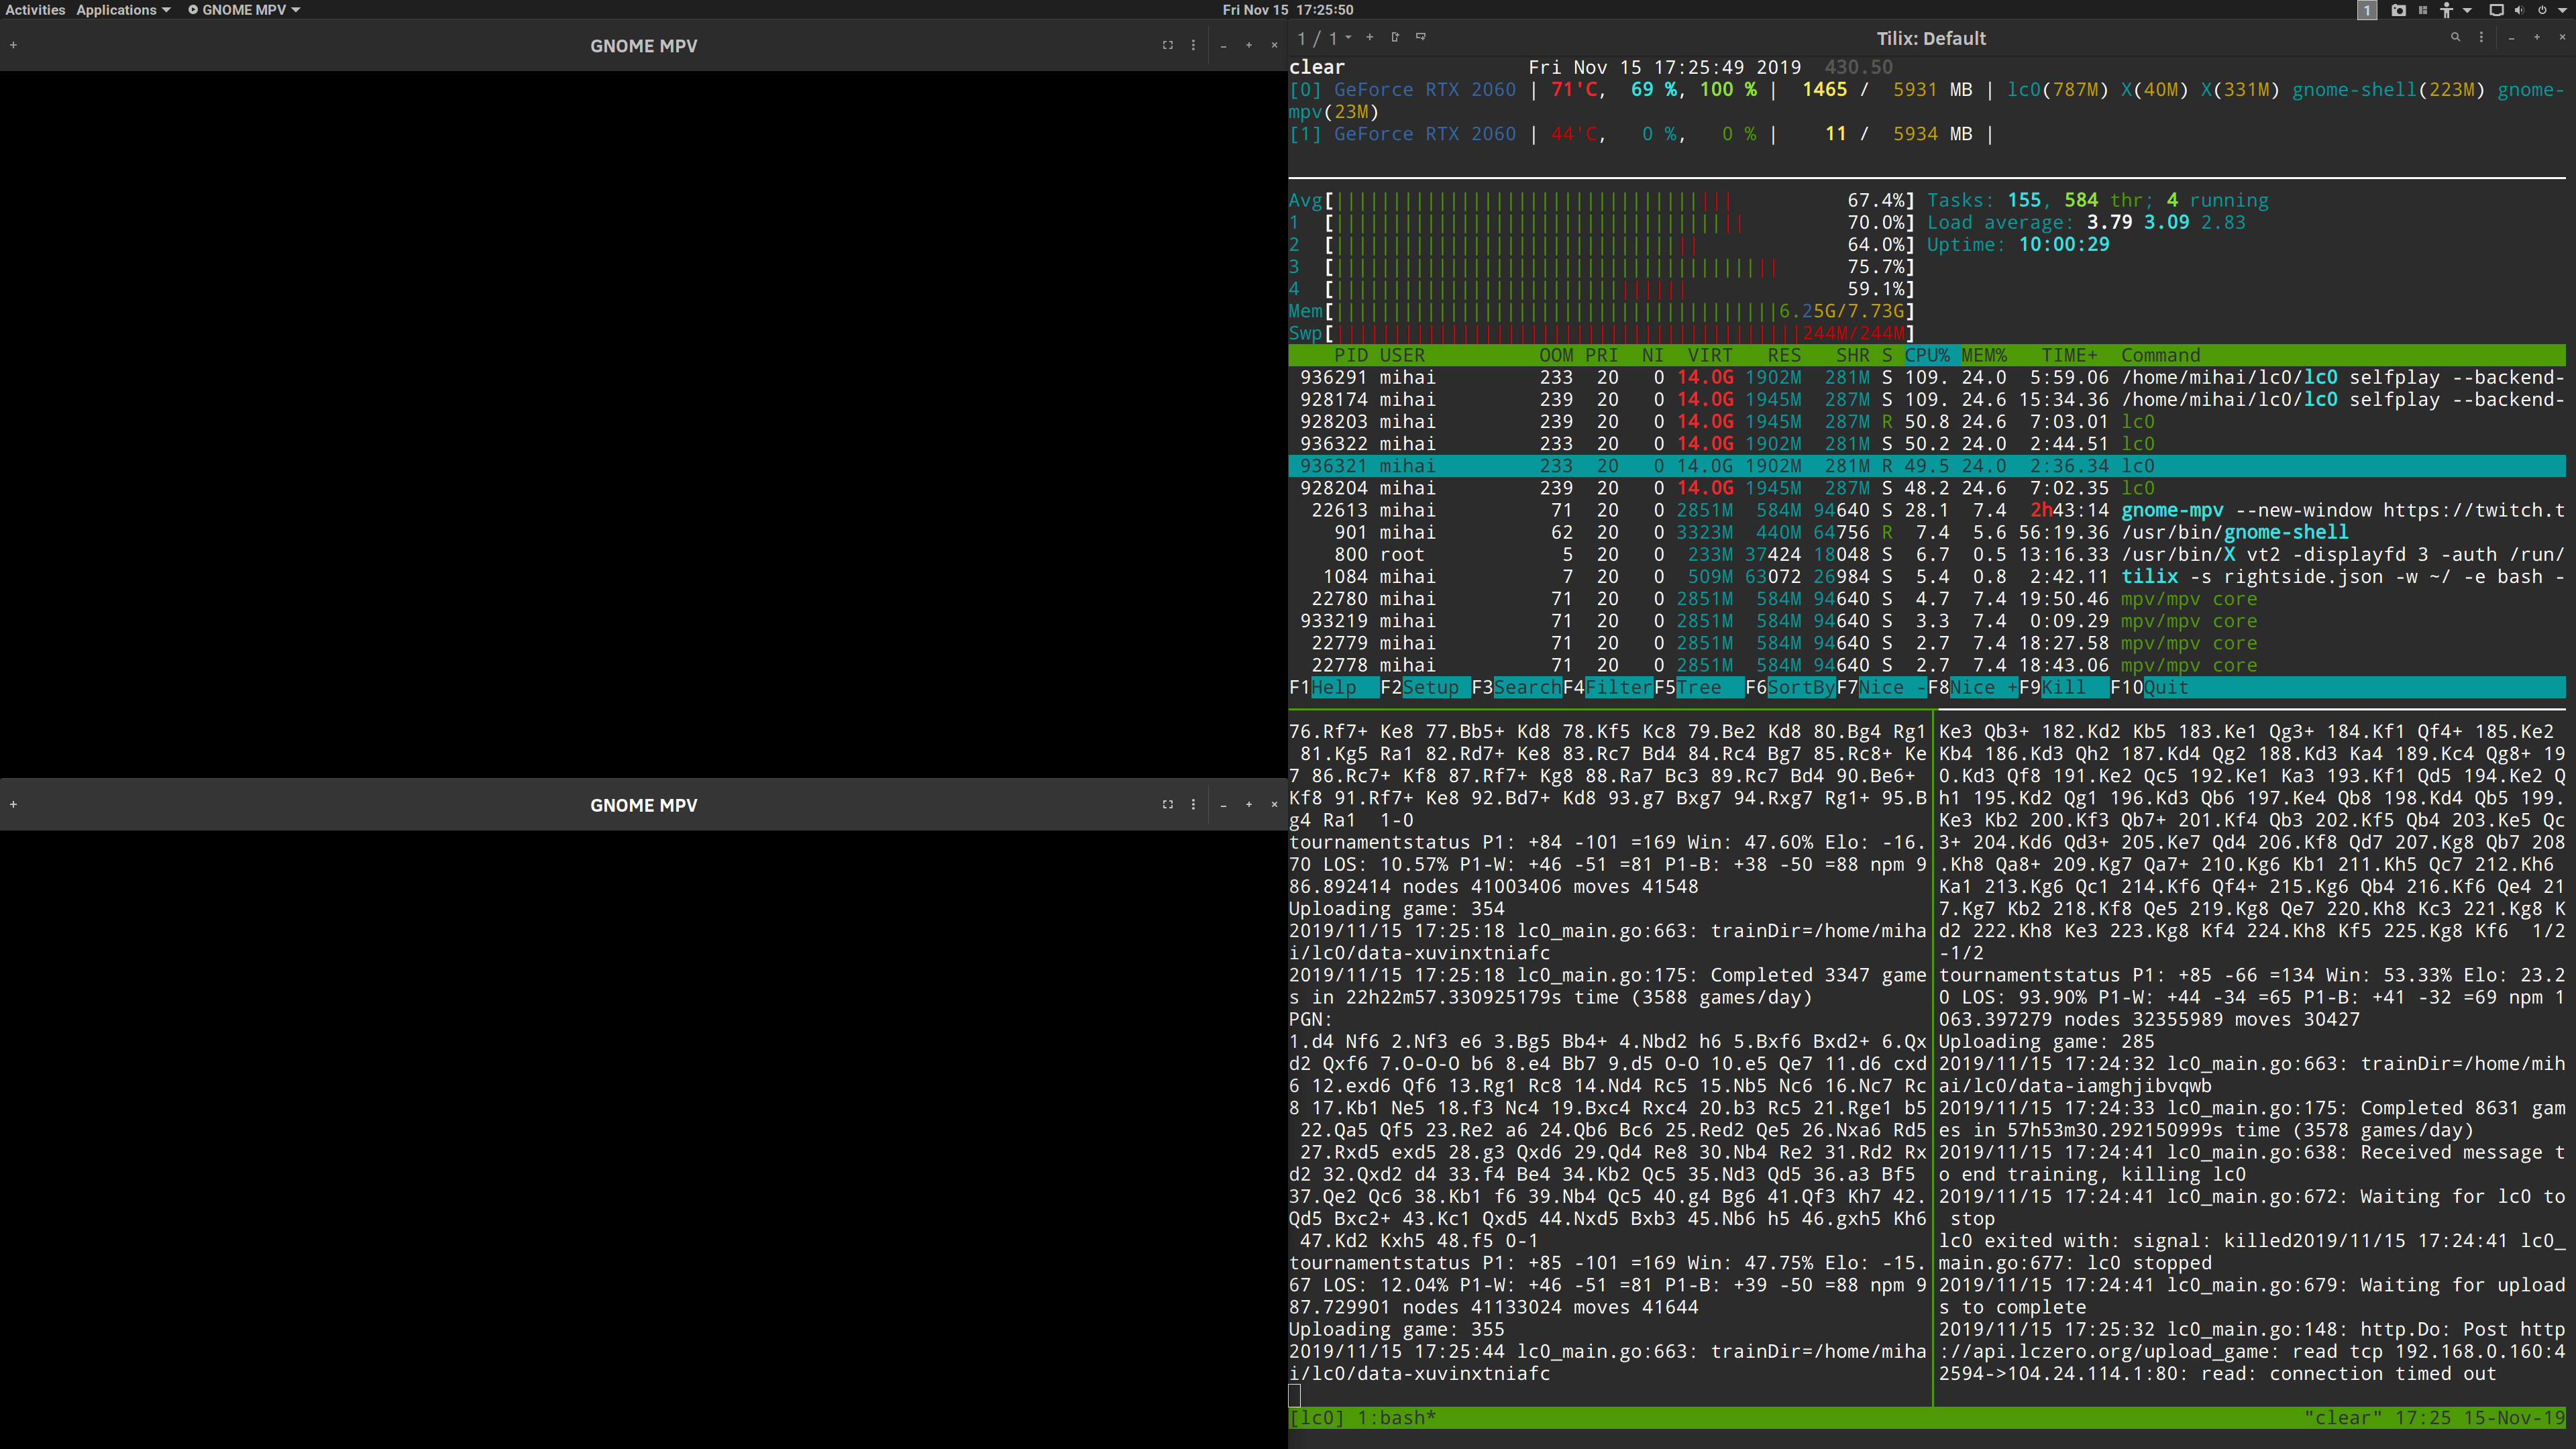 Activities Applications GNOME MPV Fri Nov 15 17:25:50 1
GNOME MPV
GNOME MPV
1 / 1 Tilix: Default
clear Fri Nov 15 17:25:49 2019 430.50
[0] GeForce RTX 2060 | 71'C, 69 %, 100 % | 1465 / 5931 MB | lc0(787M) X(40M) X(331M) gnome-shell(223M) gnome-
mpv(23M)
[1] GeForce RTX 2060 | 44'C, 0 %, 0 % | 11 / 5934 MB |
Avg[ 67.4%] Tasks: 155, 584 thr; 4 running
1 [ 70.0%] Load average: 3.79 3.09 2.83
2 [ 64.0%] Uptime: 10:00:29
3 [ 75.7%]
4 [ 59.1%]
Mem[ 6.25G/7.73G]
Swp[ 244M/244M]
PID USER OOM PRI NI VIRT RES SHR S CPU% MEM% TIME+ Command
936291 mihai 233 20 0 14.0G 1902M 281M S 109. 24.0 5:59.06 /home/mihai/lc0/lc0 selfplay --backend-
928174 mihai 239 20 0 14.0G 1945M 287M S 109. 24.6 15:34.36 /home/mihai/lc0/lc0 selfplay --backend-
928203 mihai 239 20 0 14.0G 1945M 287M R 50.8 24.6 7:03.01 lc0
936322 mihai 233 20 0 14.0G 1902M 281M S 50.2 24.0 2:44.51 lc0
936321 mihai 233 20 0 14.0G 1902M 281M R 49.5 24.0 2:36.34 lc0
928204 mihai 239 20 0 14.0G 1945M 287M S 48.2 24.6 7:02.35 lc0
22613 mihai 71 20 0 2851M 584M 94640 S 28.1 7.4 2h43:14 gnome-mpv --new-window https://twitch.t
901 mihai 62 20 0 3323M 440M 64756 R 7.4 5.6 56:19.36 /usr/bin/gnome-shell
800 root 5 20 0 233M 37424 18048 S 6.7 0.5 13:16.33 /usr/bin/X vt2 -displayfd 3 -auth /run/
1084 mihai 7 20 0 509M 63072 26984 S 5.4 0.8 2:42.11 tilix -s rightside.json -w ~/ -e bash -
22780 mihai 71 20 0 2851M 584M 94640 S 4.7 7.4 19:50.46 mpv/mpv core
933219 mihai 71 20 0 2851M 584M 94640 S 3.3 7.4 0:09.29 mpv/mpv core
22779 mihai 71 20 0 2851M 584M 94640 S 2.7 7.4 18:27.58 mpv/mpv core
22778 mihai 71 20 0 2851M 584M 94640 S 2.7 7.4 18:43.06 mpv/mpv core
F1Help F2Setup F3SearchF4FilterF5Tree F6SortByF7Nice -F8Nice +F9Kill F10Quit
76.Rf7+ Ke8 77.Bb5+ Kd8 78.Kf5 Kc8 79.Be2 Kd8 80.Bg4 Rg1
81.Kg5 Ra1 82.Rd7+ Ke8 83.Rc7 Bd4 84.Rc4 Bg7 85.Rc8+ Ke
7 86.Rc7+ Kf8 87.Rf7+ Kg8 88.Ra7 Bc3 89.Rc7 Bd4 90.Be6+
Kf8 91.Rf7+ Ke8 92.Bd7+ Kd8 93.g7 Bxg7 94.Rxg7 Rg1+ 95.B
g4 Ra1 1-0
tournamentstatus P1: +84 -101 =169 Win: 47.60% Elo: -16.
70 LOS: 10.57% P1-W: +46 -51 =81 P1-B: +38 -50 =88 npm 9
86.892414 nodes 41003406 moves 41548
Uploading game: 354
2019/11/15 17:25:18 lc0_main.go:663: trainDir=/home/miha
i/lc0/data-xuvinxtniafc
2019/11/15 17:25:18 lc0_main.go:175: Completed 3347 game
s in 22h22m57.330925179s time (3588 games/day)
PGN:
1.d4 Nf6 2.Nf3 e6 3.Bg5 Bb4+ 4.Nbd2 h6 5.Bxf6 Bxd2+ 6.Qx
d2 Qxf6 7.O-O-O b6 8.e4 Bb7 9.d5 O-O 10.e5 Qe7 11.d6 cxd
6 12.exd6 Qf6 13.Rg1 Rc8 14.Nd4 Rc5 15.Nb5 Nc6 16.Nc7 Rc
8 17.Kb1 Ne5 18.f3 Nc4 19.Bxc4 Rxc4 20.b3 Rc5 21.Rge1 b5
22.Qa5 Qf5 23.Re2 a6 24.Qb6 Bc6 25.Red2 Qe5 26.Nxa6 Rd5
27.Rxd5 exd5 28.g3 Qxd6 29.Qd4 Re8 30.Nb4 Re2 31.Rd2 Rx
d2 32.Qxd2 d4 33.f4 Be4 34.Kb2 Qc5 35.Nd3 Qd5 36.a3 Bf5
37.Qe2 Qc6 38.Kb1 f6 39.Nb4 Qc5 40.g4 Bg6 41.Qf3 Kh7 42.
Qd5 Bxc2+ 43.Kc1 Qxd5 44.Nxd5 Bxb3 45.Nb6 h5 46.gxh5 Kh6
47.Kd2 Kxh5 48.f5 0-1
tournamentstatus P1: +85 -101 =169 Win: 47.75% Elo: -15.
67 LOS: 12.04% P1-W: +46 -51 =81 P1-B: +39 -50 =88 npm 9
87.729901 nodes 41133024 moves 41644
Uploading game: 355
2019/11/15 17:25:44 lc0_main.go:663: trainDir=/home/miha
i/lc0/data-xuvinxtniafc
Ke3 Qb3+ 182.Kd2 Kb5 183.Ke1 Qg3+ 184.Kf1 Qf4+ 185.Ke2
Kb4 186.Kd3 Qh2 187.Kd4 Qg2 188.Kd3 Ka4 189.Kc4 Qg8+ 19
0.Kd3 Qf8 191.Ke2 Qc5 192.Ke1 Ka3 193.Kf1 Qd5 194.Ke2 Q
h1 195.Kd2 Qg1 196.Kd3 Qb6 197.Ke4 Qb8 198.Kd4 Qb5 199.
Ke3 Kb2 200.Kf3 Qb7+ 201.Kf4 Qb3 202.Kf5 Qb4 203.Ke5 Qc
3+ 204.Kd6 Qd3+ 205.Ke7 Qd4 206.Kf8 Qd7 207.Kg8 Qb7 208
.Kh8 Qa8+ 209.Kg7 Qa7+ 210.Kg6 Kb1 211.Kh5 Qc7 212.Kh6
Ka1 213.Kg6 Qc1 214.Kf6 Qf4+ 215.Kg6 Qb4 216.Kf6 Qe4 21
7.Kg7 Kb2 218.Kf8 Qe5 219.Kg8 Qe7 220.Kh8 Kc3 221.Kg8 K
d2 222.Kh8 Ke3 223.Kg8 Kf4 224.Kh8 Kf5 225.Kg8 Kf6 1/2
-1/2
tournamentstatus P1: +85 -66 =134 Win: 53.33% Elo: 23.2
0 LOS: 93.90% P1-W: +44 -34 =65 P1-B: +41 -32 =69 npm 1
063.397279 nodes 32355989 moves 30427
Uploading game: 285
2019/11/15 17:24:32 lc0_main.go:663: trainDir=/home/mih
ai/lc0/data-iamghjibvqwb
2019/11/15 17:24:33 lc0_main.go:175: Completed 8631 gam
es in 57h53m30.292150999s time (3578 games/day)
2019/11/15 17:24:41 lc0_main.go:638: Received message t
o end training, killing lc0
2019/11/15 17:24:41 lc0_main.go:672: Waiting for lc0 to
stop
lc0 exited with: signal: killed2019/11/15 17:24:41 lc0_
main.go:677: lc0 stopped
2019/11/15 17:24:41 lc0_main.go:679: Waiting for upload
s to complete
2019/11/15 17:25:32 lc0_main.go:148: http.Do: Post http
://api.lczero.org/upload_game: read tcp 192.168.0.160:4
2594->104.24.114.1:80: read: connection timed out
[lc0] 1:bash* "clear" 17:25 15-Nov-19